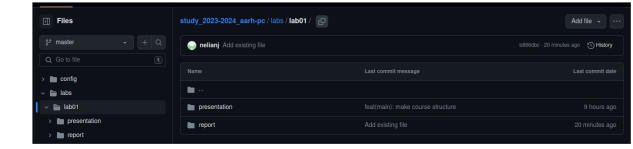 Files
master
Go to file
config
labs
lab01
presentation
report
study_2023-2024_aarh-pc / labs / lab01 /
Add file
nelianj Add existing file
· 20 minutes ago History
Name Last commit message Last commit date
..
presentation feat(main): make course structure 9 hours ago
report Add existing file 20 minutes ago